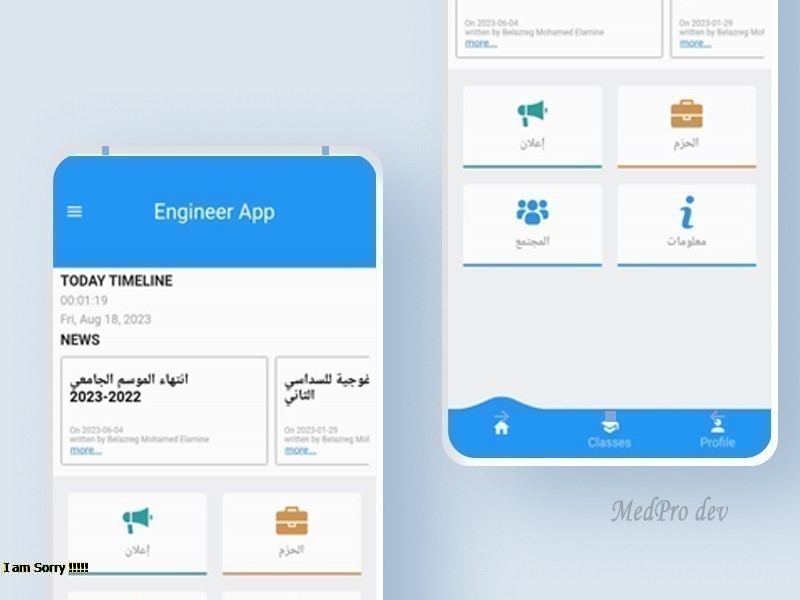 Engineer App
TODAY TIMELINE
00:01:19
Fri, Aug 18, 2023
NEWS
انتهاء الموسم الجامعي
2023-2022
On 2023-06-04
written by Belazreg Mohamed Elamine
more...
غوجية للسداسي
الثاني
On 2023-01-29
written by Belazreg Mol
more...
إعلان
الحزم
I am Sorry !!!!!
On 2023-06-04
written by Belazreg Mohamed Elamine
more...
On 2023-01-29
written by Belazreg Mol
more...
إعلان
الحزم
المجتمع
معلومات
Classes
Profile
MedPro dev